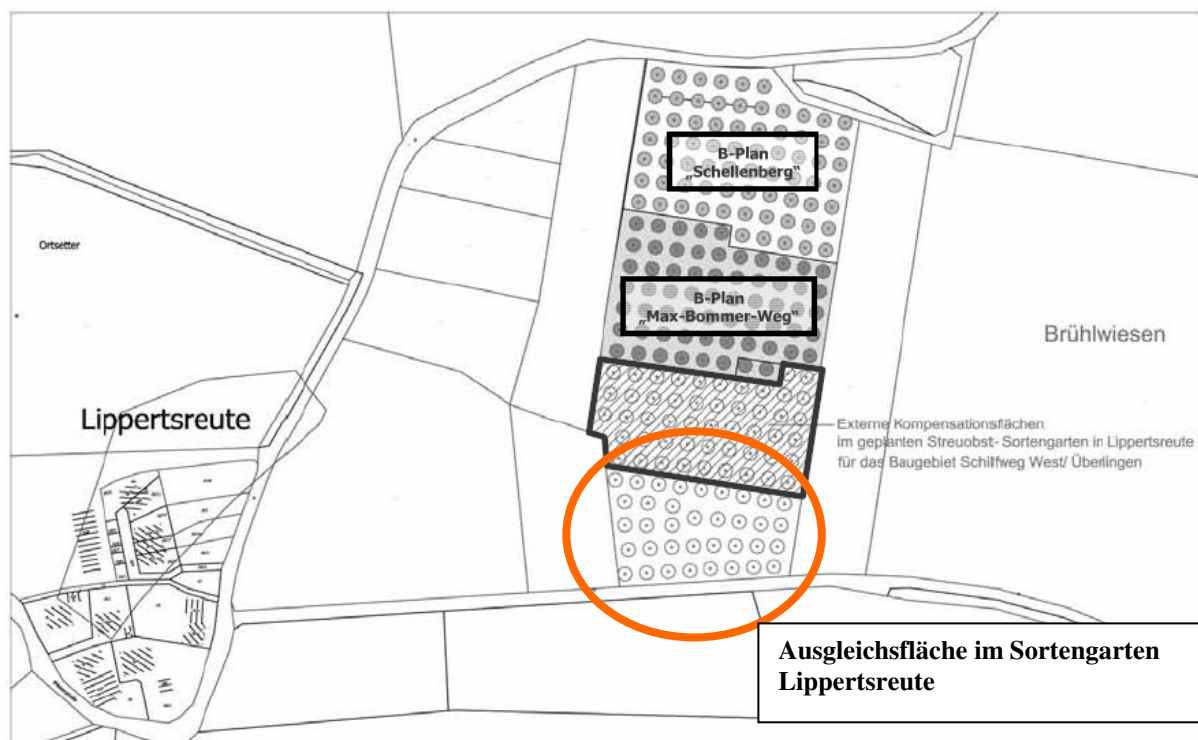 B-Plan
„Schellenberg“
Ortsetter
B-Plan
„Max-Bommer-Weg“
Brühlwiesen
Lippertsreute
Externe Kompensationsflächen
im geplanten Streuobst- Sortengarten in Lippertsreute
für das Baugebiet Schilfweg West/ Überlingen
Ausgleichsfläche im Sortengarten
Lippertsreute